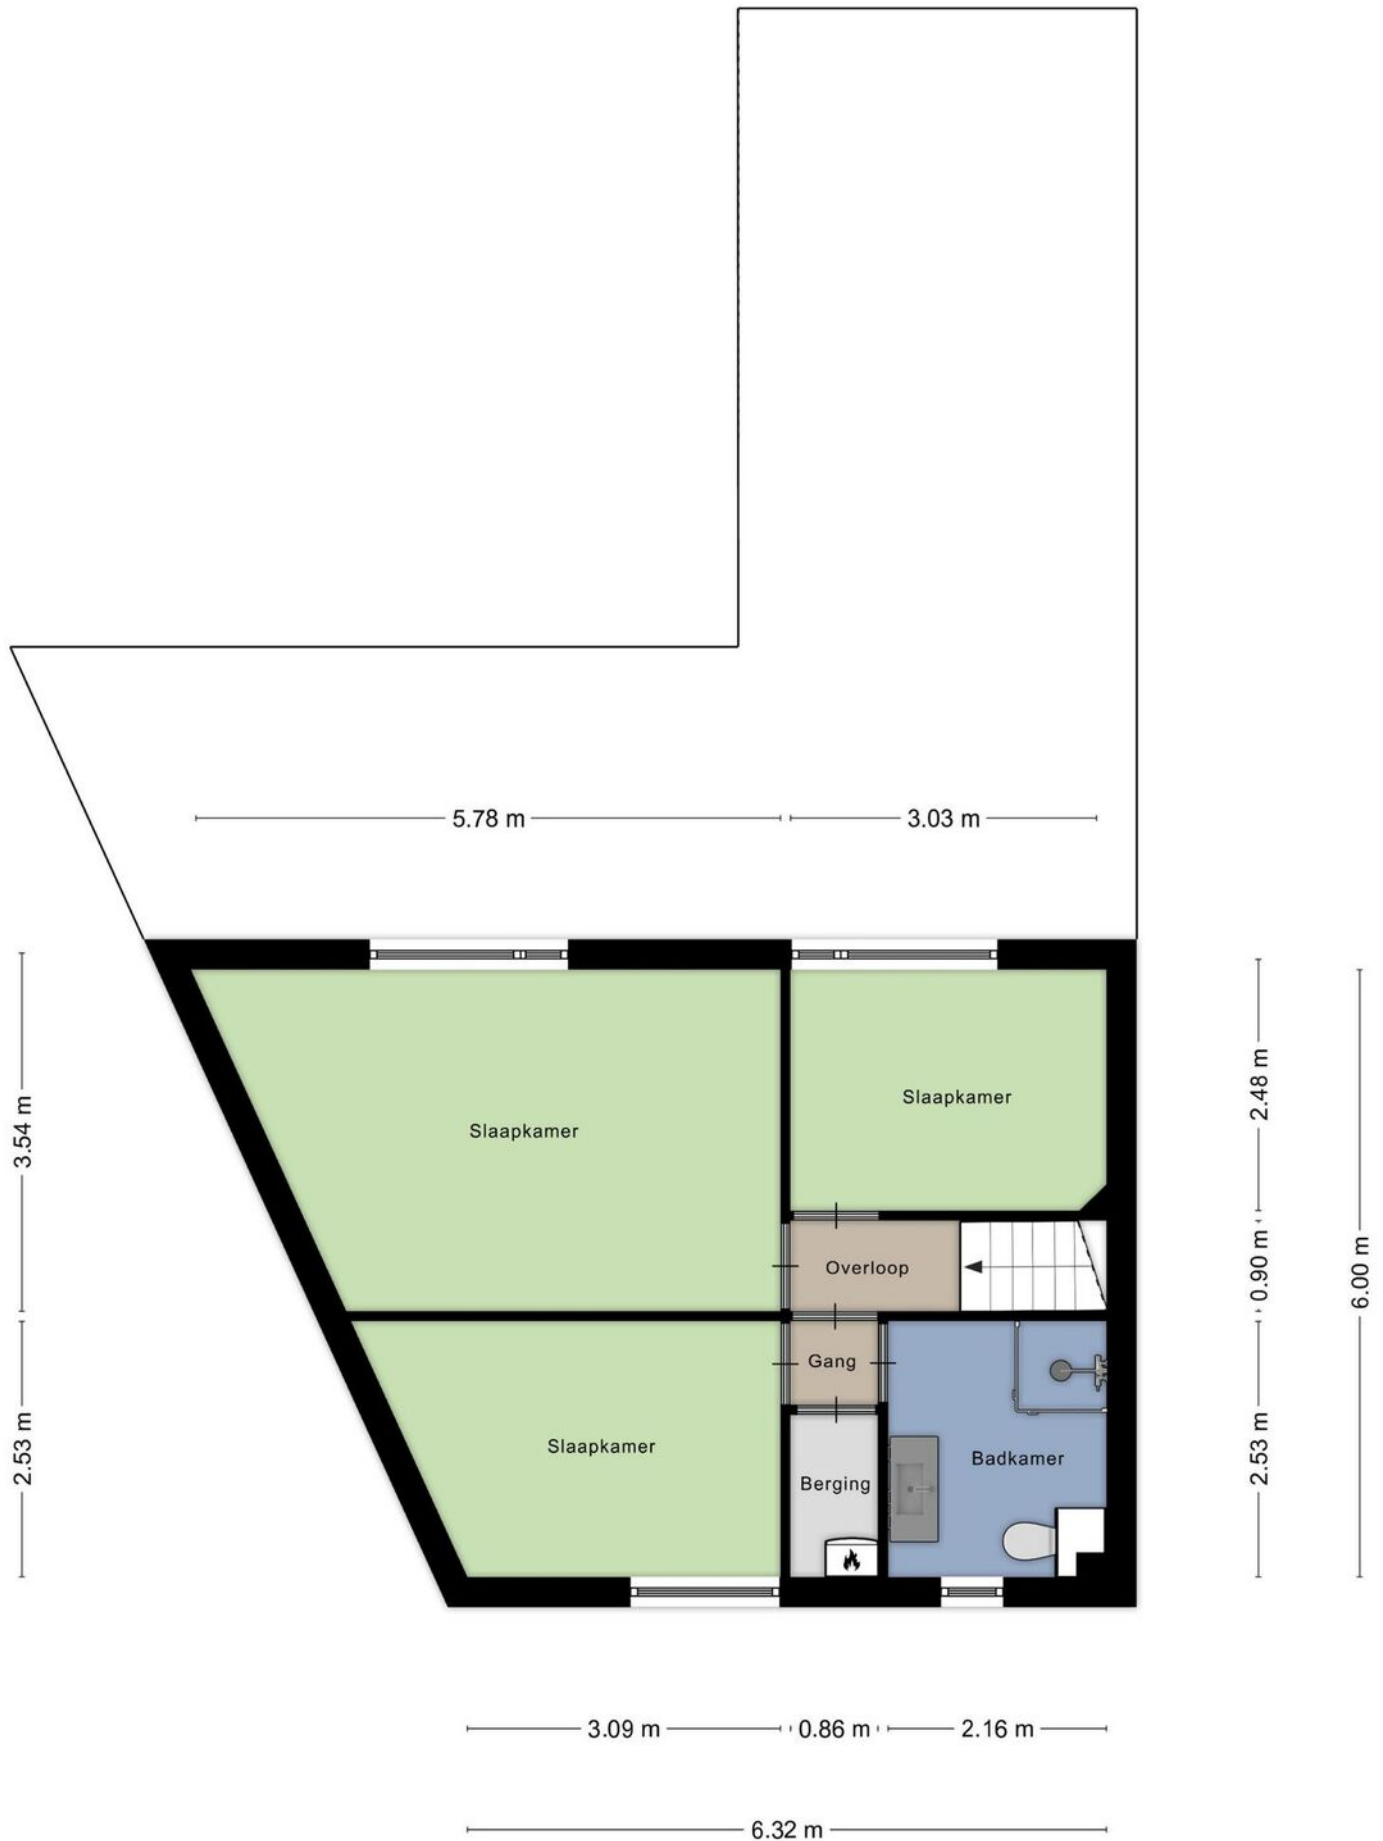 5.78 m
3.03 m
Slaapkamer
Slaapkamer
3.54 m
2.48 m
Overloop
0.90 m
6.00 m
Gang
Slaapkamer
Badkamer
Berging
2.53 m
2.53 m
3.09 m
0.86 m
2.16 m
6.32 m